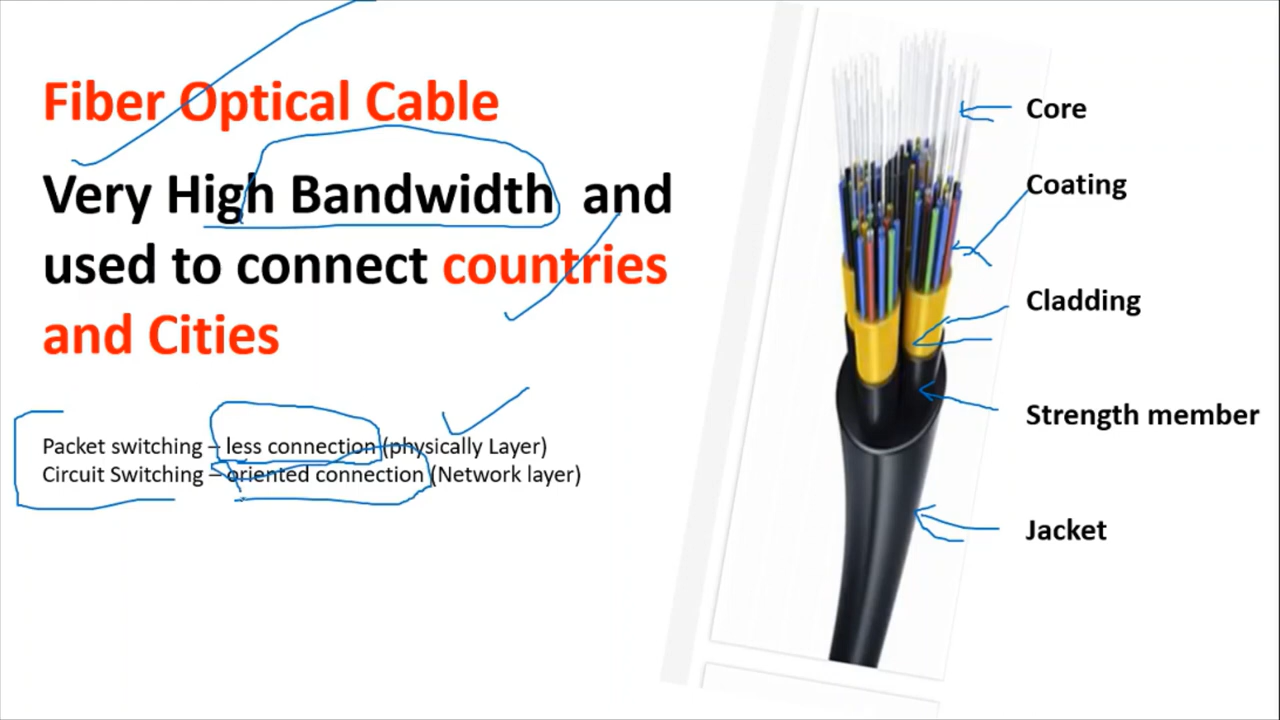 Fiber Optical Cable
Very High Bandwidth and
used to connect countries
and Cities
Packet switching – less connection (physically Layer)
Circuit Switching – oriented connection (Network layer)
Core
Coating
Cladding
Strength member
Jacket